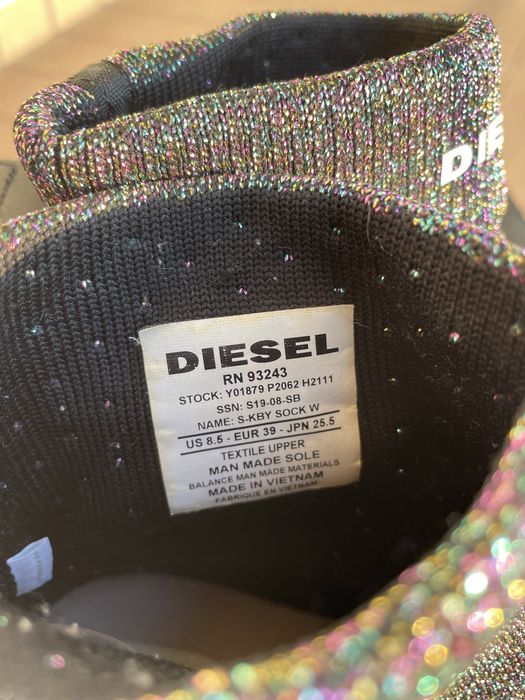 DIE
DIESEL
RN 93243
STOCK: Y01879 P2062 H2111
SSN: S19-08-SB
NAME: S-KBY SOCK W
US 8.5 - EUR 39 - JPN 25.5
TEXTILE UPPER
MAN MADE SOLE
BALANCE MAN MADE MATERIALS
MADE IN VIETNAM
FABRIQUE EN VIETNAM